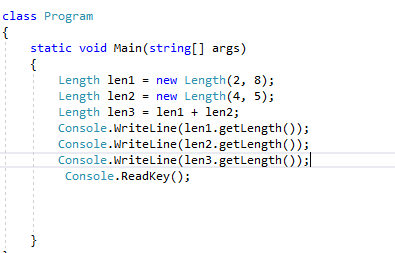 class Program
{
static void Main(string[] args)
{
Length len1 = new Length(2, 8);
Length len2 = new Length(4, 5);
Length len3 = len1 + len2;
Console.WriteLine(len1.getLength());
Console.WriteLine(len2.getLength());
Console.WriteLine(len3.getLength());
Console.ReadKey();
}